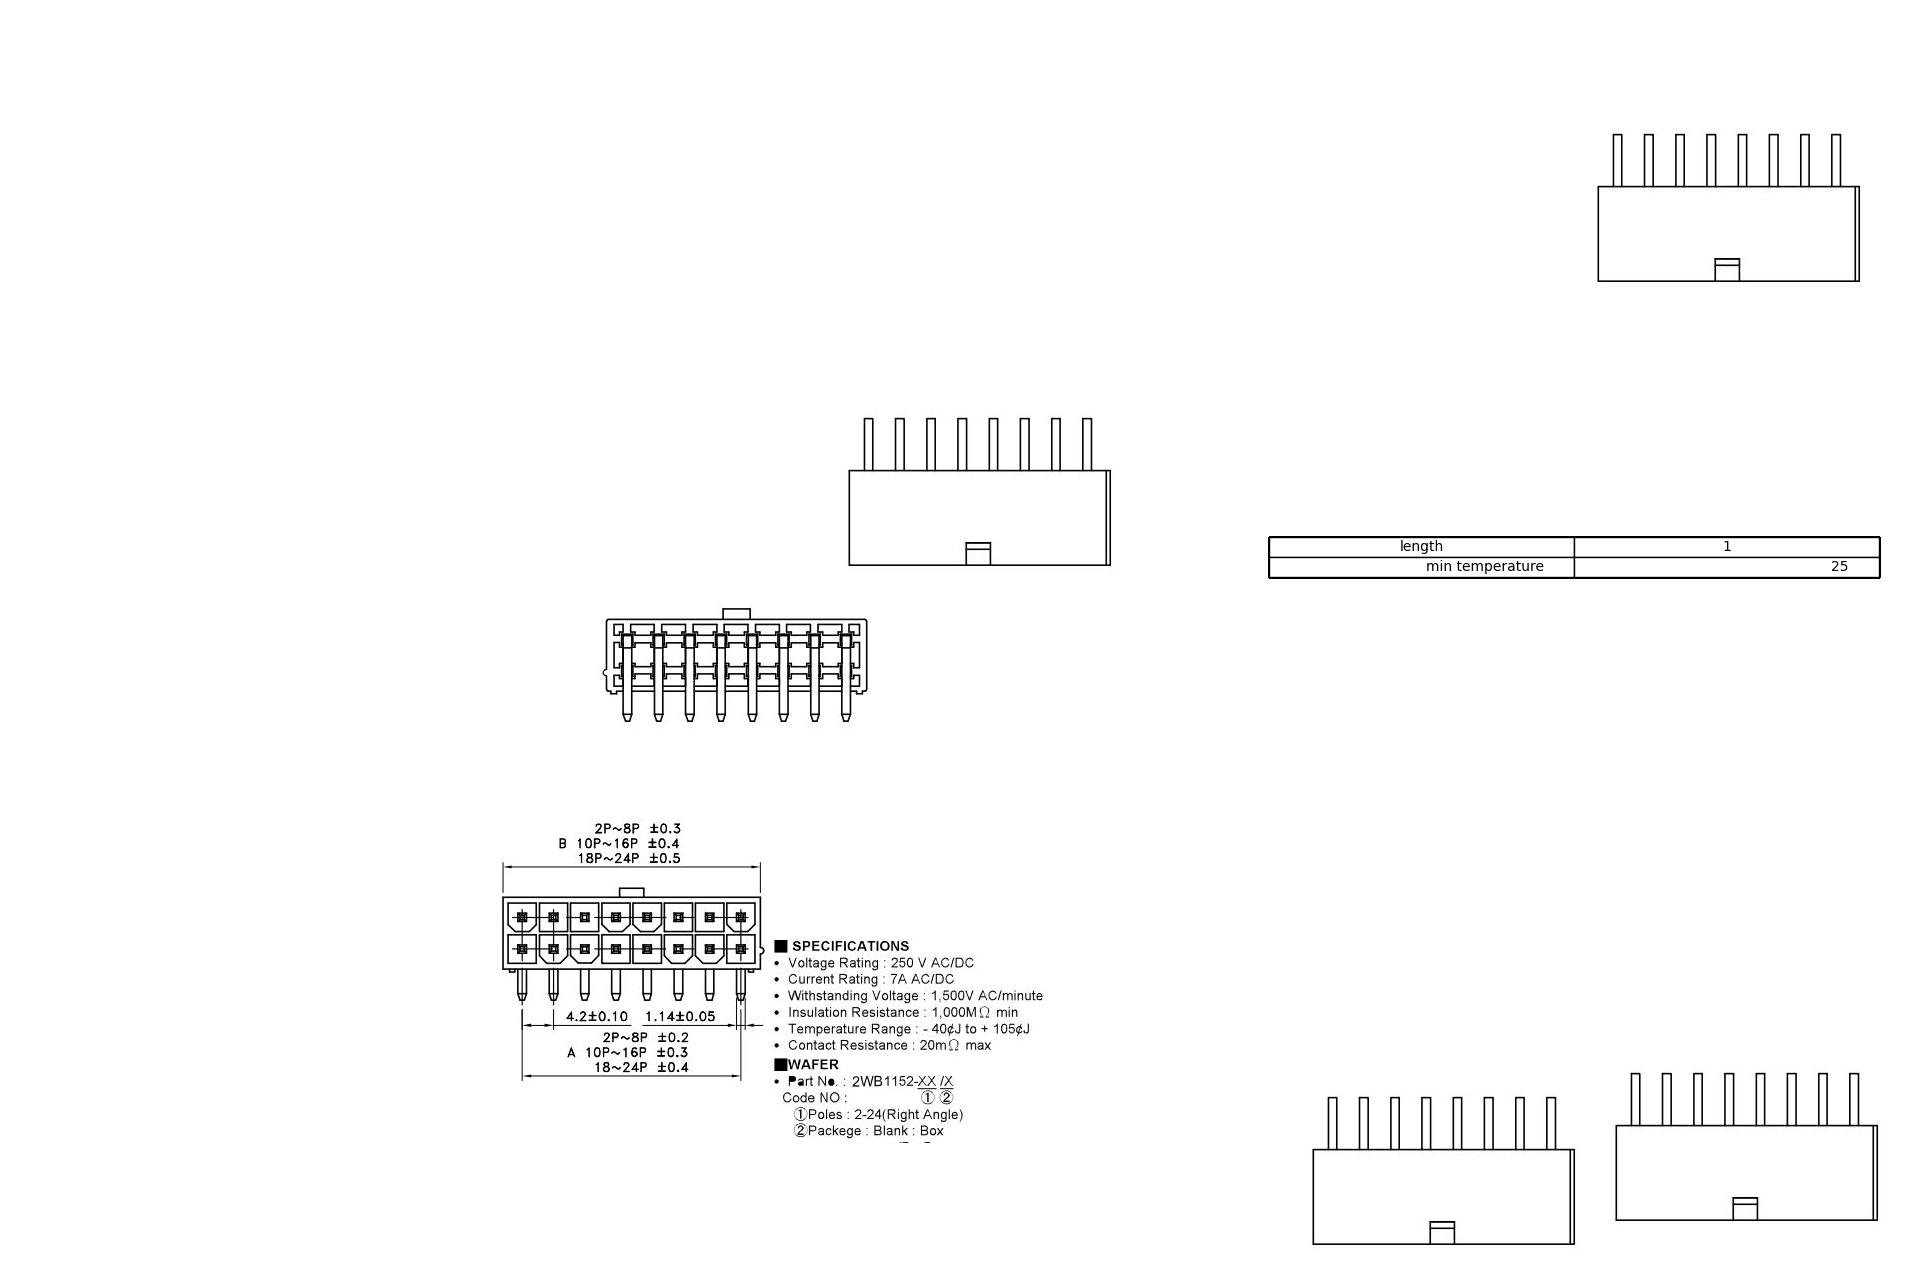 length 1
min temperature 25
2P~8P ±0.3
B 10P~16P ±0.4
18P~24P ±0.5
4.2±0.10 1.14±0.05
2P~8P ±0.2
A 10P~16P ±0.3
18~24P ±0.4
■ SPECIFICATIONS
• Voltage Rating : 250 V AC/DC
• Current Rating : 7A AC/DC
• Withstanding Voltage : 1,500V AC/minute
• Insulation Resistance : 1,000MΩ min
• Temperature Range : - 40¢J to + 105¢J
• Contact Resistance : 20mΩ max
■WAFER
• Part No. : 2WB1152-XX /X
Code NO : ① ②
①Poles : 2-24(Right Angle)
②Packege : Blank : Box